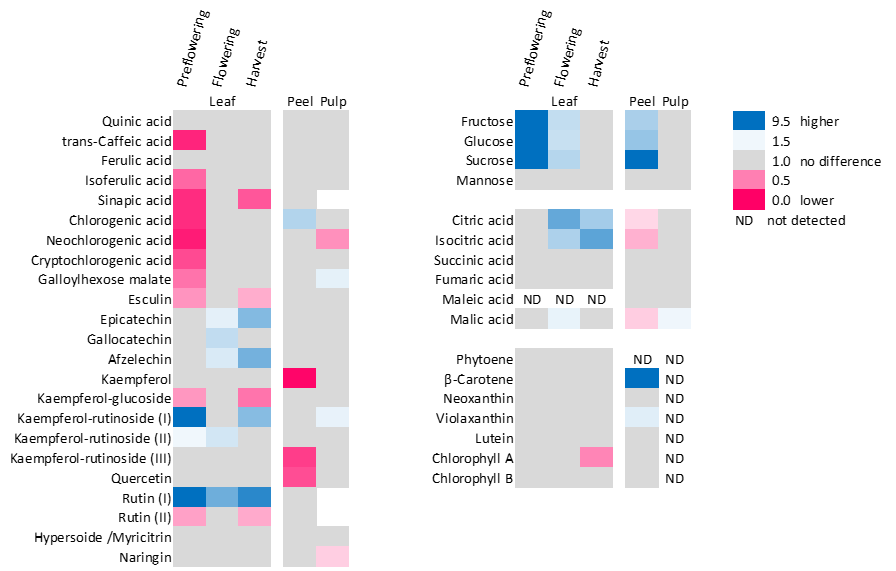 Preflowering Flowering Harvest
Leaf Peel Pulp
Quinic acid
trans-Caffeic acid
Ferulic acid
Isoferulic acid
Sinapic acid
Chlorogenic acid
Neochlorogenic acid
Cryptochlorogenic acid
Galloylhexose malate
Esculin
Epicatechin
Gallocatechin
Afzelechin
Kaempferol
Kaempferol-glucoside
Kaempferol-rutinoside (I)
Kaempferol-rutinoside (II)
Kaempferol-rutinoside (III)
Quercetin
Rutin (I)
Rutin (II)
Hypersoide /Myricitrin
Naringin
Preflowering Flowering Harvest
Leaf Peel Pulp
Fructose
Glucose
Sucrose
Mannose
Citric acid
Isocitric acid
Succinic acid
Fumaric acid
Maleic acid ND ND ND
Malic acid
Phytoene ND ND
β-Carotene ND
Neoxanthin ND
Violaxanthin ND
Lutein ND
Chlorophyll A ND
Chlorophyll B ND
9.5 higher
1.5
1.0 no difference
0.5
0.0 lower
ND not detected